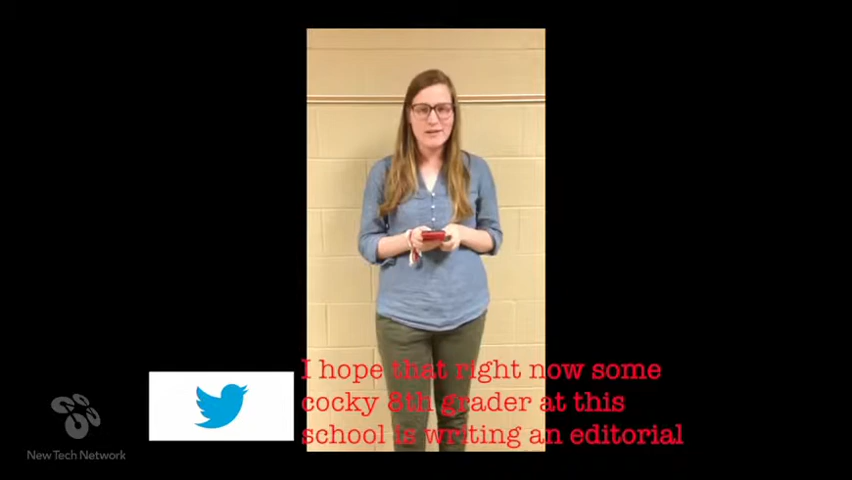 I hope that right now some
cocky 8th grader at this
school is writing an editorial
New Tech Network